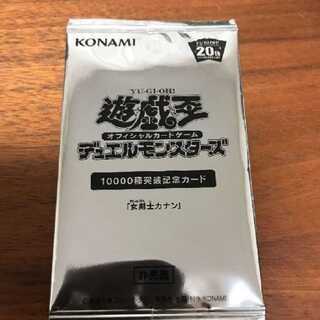 KONAMI
20th
YU-GI-OH!
遊戯王
オフィシャルカードゲーム
デュエルモンスターズ
10000種突破記念カード
「女剣士カナン」
非売品